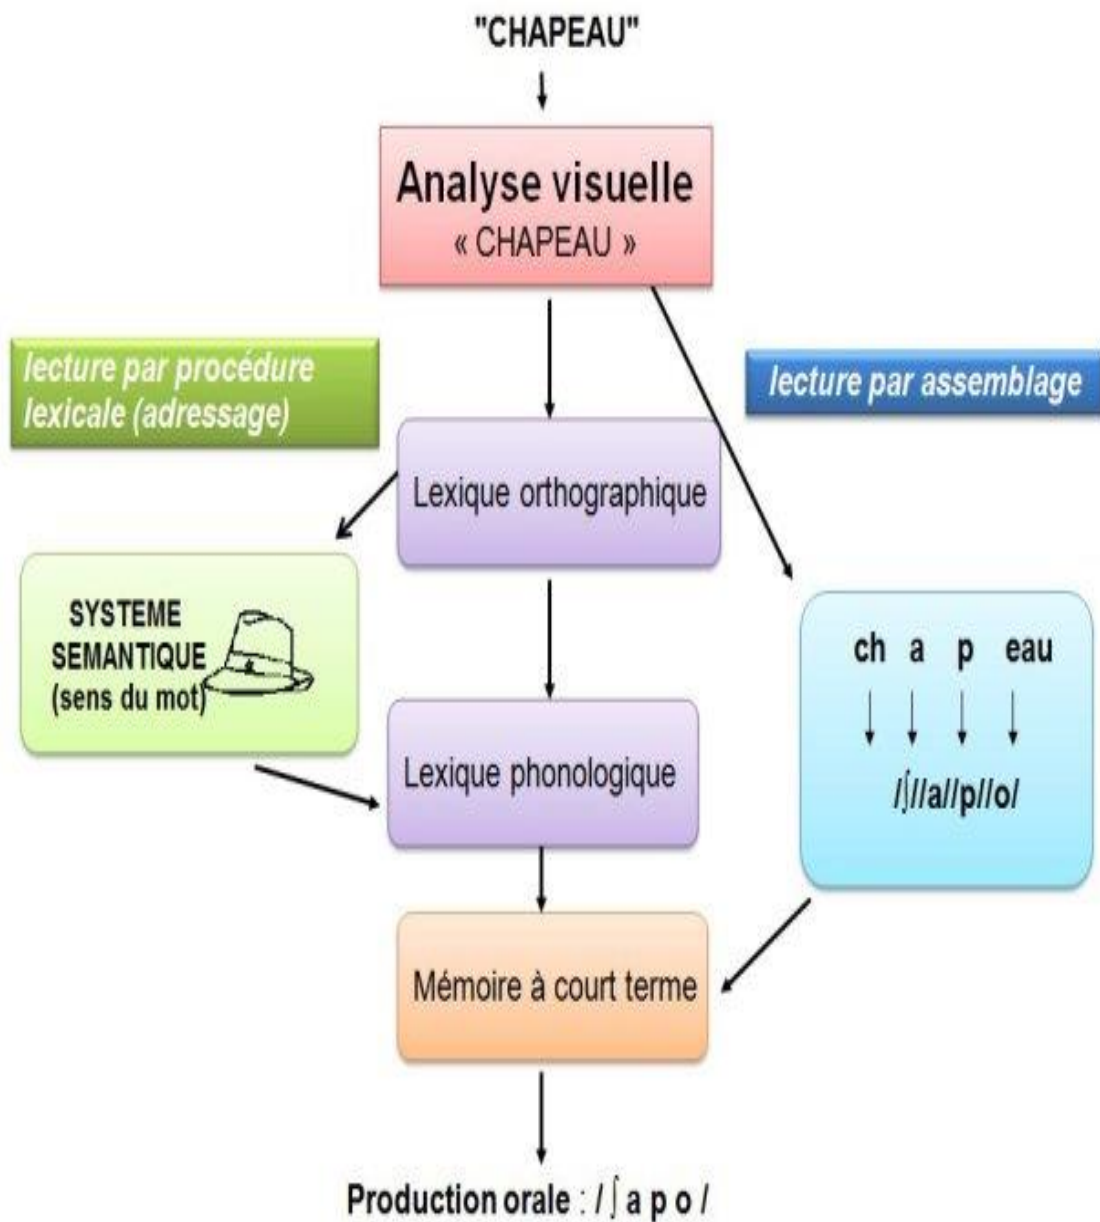 "CHAPEAU"
Analyse visuelle
« CHAPEAU »
lecture par procédure
lexicale (adressage)
lecture par assemblage
Lexique orthographique
SYSTEME
SEMANTIQUE
(sens du mot)
ch a p eau
/ʃ//a//p//o/
Lexique phonologique
Mémoire à court terme
Production orale : / ʃ a p o /